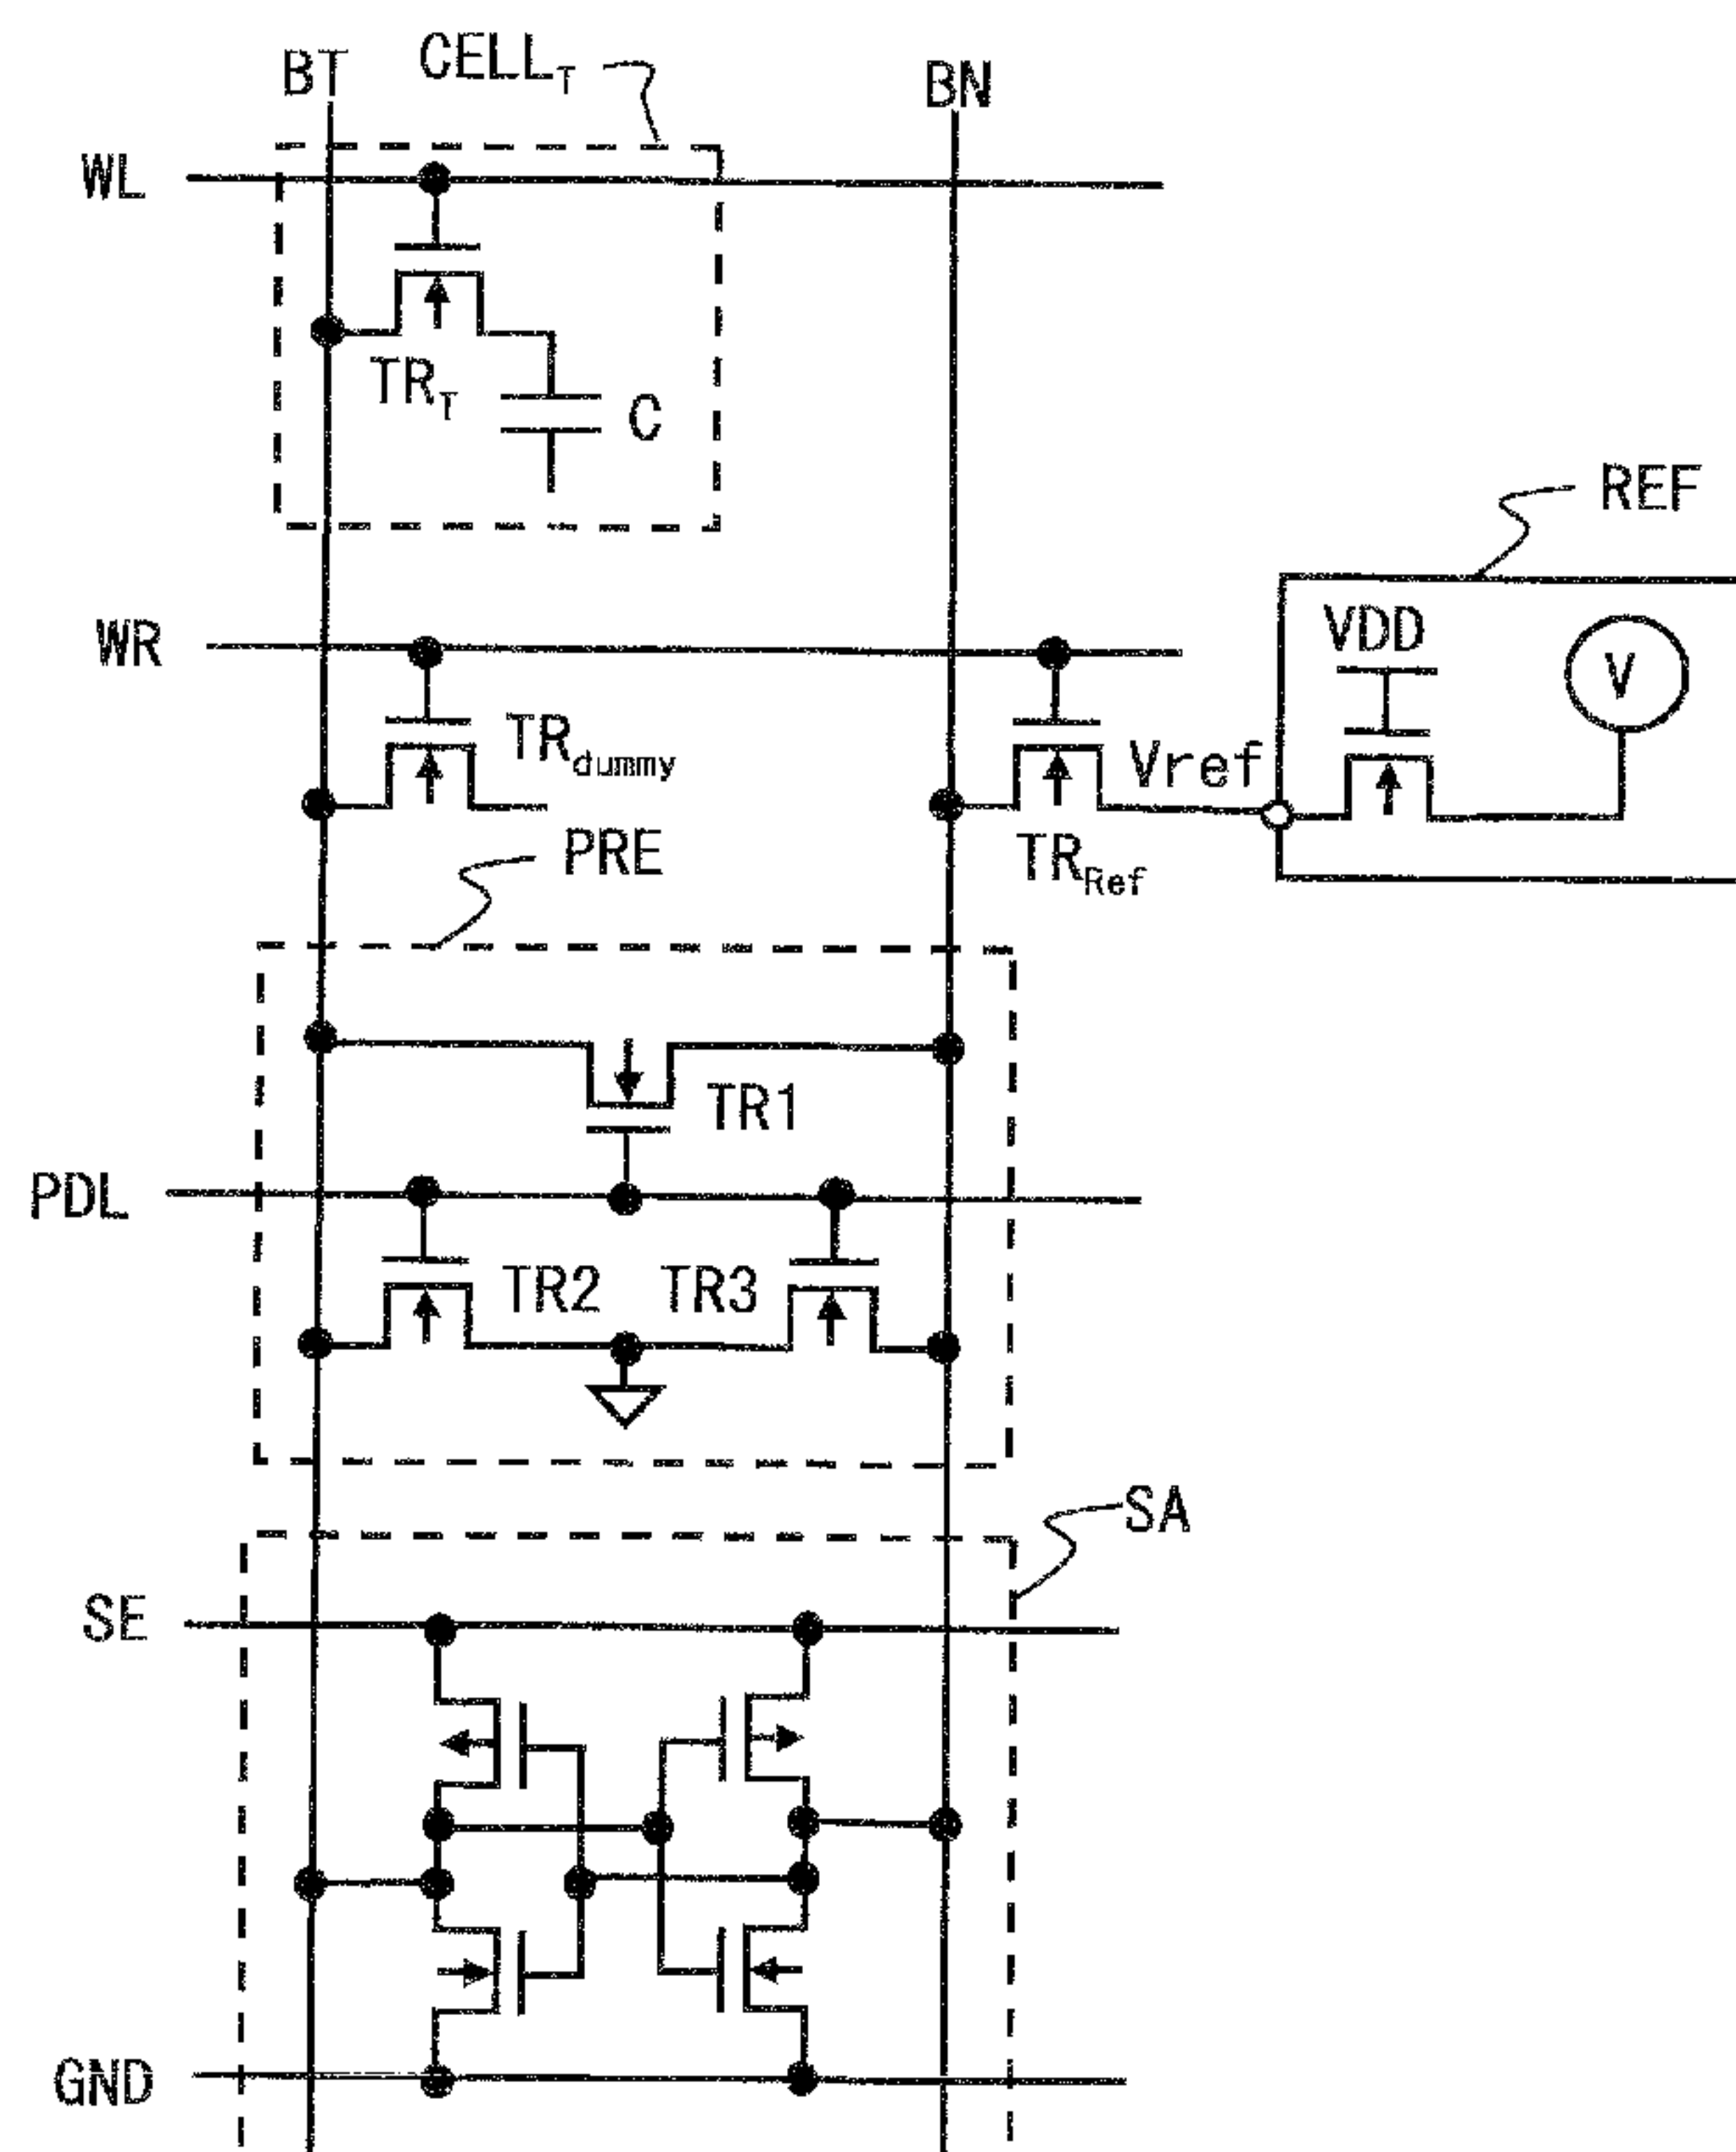 BT
CELL_T
BN
WL
TR_T
C
REF
WR
VDD
V
TR_dummy
Vref
TR_Ref
PRE
TR1
PDL
TR2
TR3
SA
SE
GND